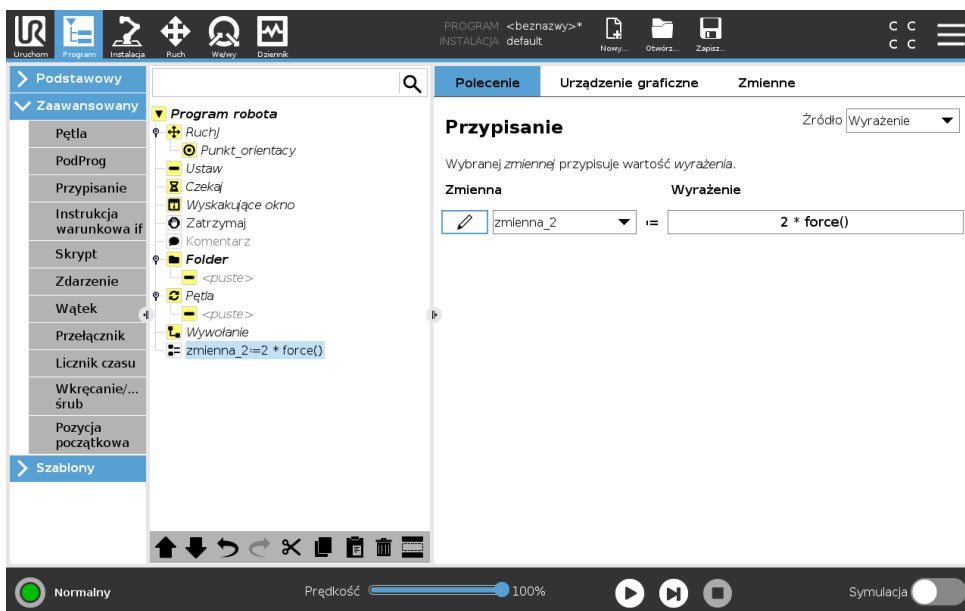 UR
PROGRAM <beznazwy>*
INSTALACJA default
C C
C C
Uruchom
Program
Instalacja
Ruch
We/wy
Dziennik
Nowy...
Otwórz...
Zapisz...
Podstawowy
Zaawansowany
Pętla
PodProg
Przypisanie
Instrukcja
warunkowa if
Skrypt
Zdarzenie
Wątek
Przełącznik
Licznik czasu
Wkręcanie/...
śrub
Pozycja
początkowa
Szablony
Program robota
RuchJ
Punkt_orientacy
Ustaw
Czekaj
Wyskakujące okno
Zatrzymaj
Komentarz
Folder
<puste>
Pętla
<puste>
Wywołanie
zmienna_2:=2 * force()
Polecenie
Urządzenie graficzne
Zmienne
Przypisanie
Źródło Wyrażenie
Wybranej zmiennej przypisuje wartość wyrażenia.
Zmienna
Wyrażenie
zmienna_2 := 2 * force()
Normalny
Prędkość 100%
Symulacja